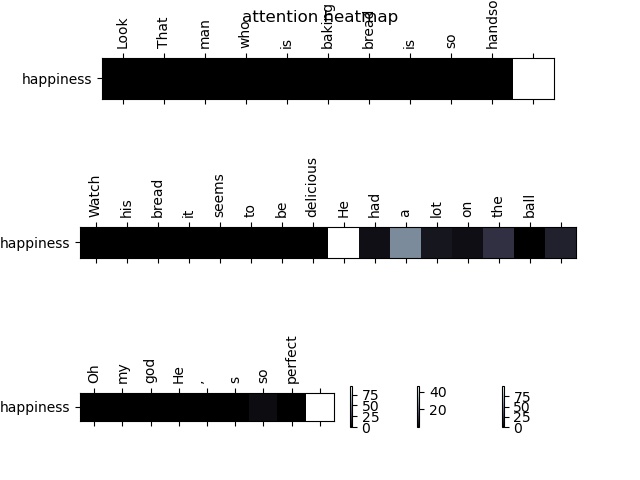 attention heatmap
Look That man who is baking bread is so handso
happiness
Watch his bread it seems to be delicious He had a lot on the ball
happiness
Oh my god He , s so perfect
happiness
75 50 25 0
40 20
75 50 25 0